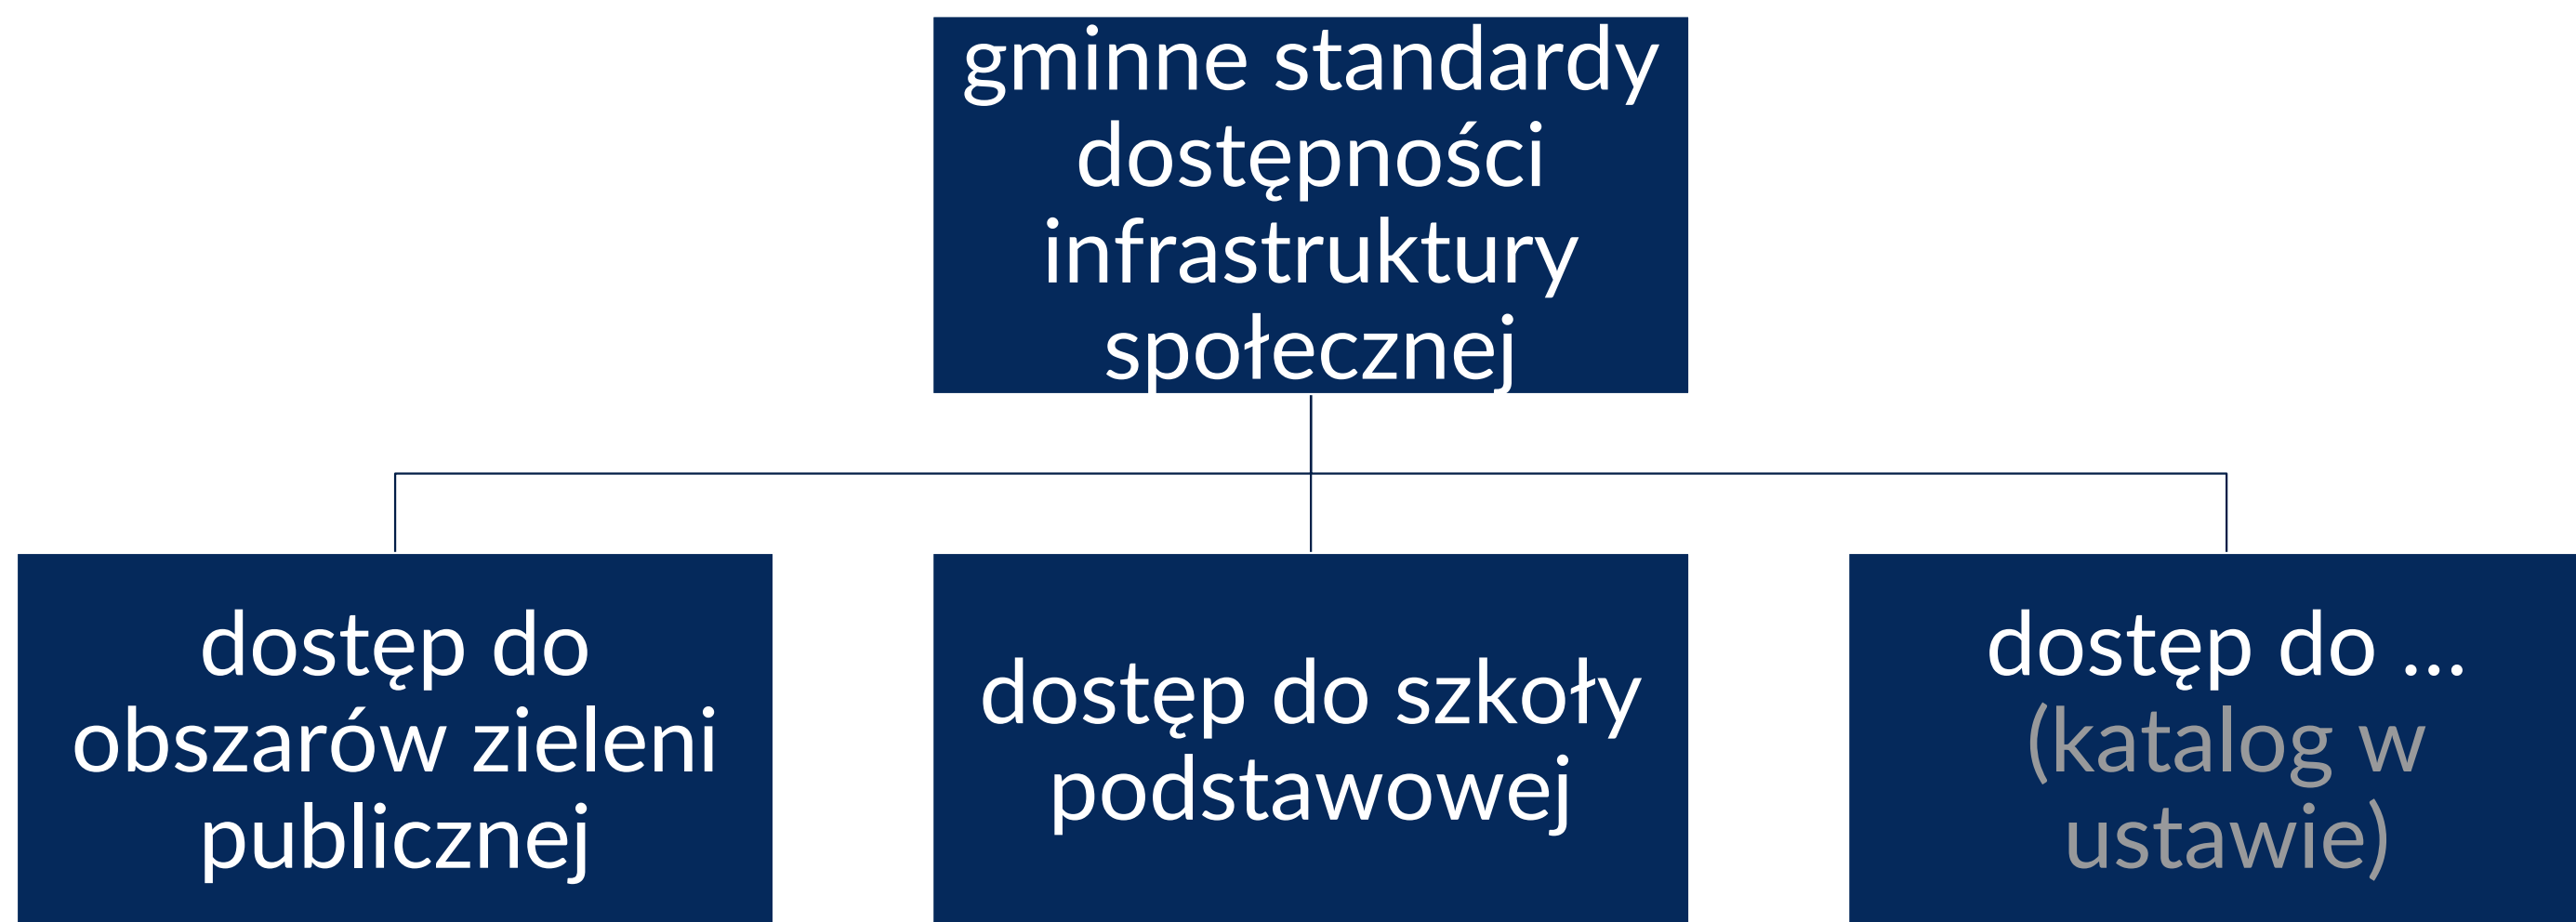 gminne standardy
dostępności
infrastruktury
społecznej
dostęp do
obszarów zieleni
publicznej
dostęp do szkoły
podstawowej
dostęp do ...
(katalog w
ustawie)